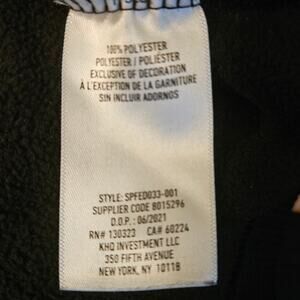 100% POLYESTER
POLYESTER / POLIÉSTER
EXCLUSIVE OF DECORATION
À L'EXCEPTION DE LA GARNITURE
SIN INCLUIR ADORNOS
STYLE: SPFED033-001
SUPPLIER CODE 8015296
D.O.P.: 06/2021
RN# 130323 CA# 60224
KHQ INVESTMENT LLC
350 FIFTH AVENUE
NEW YORK, NY 10118